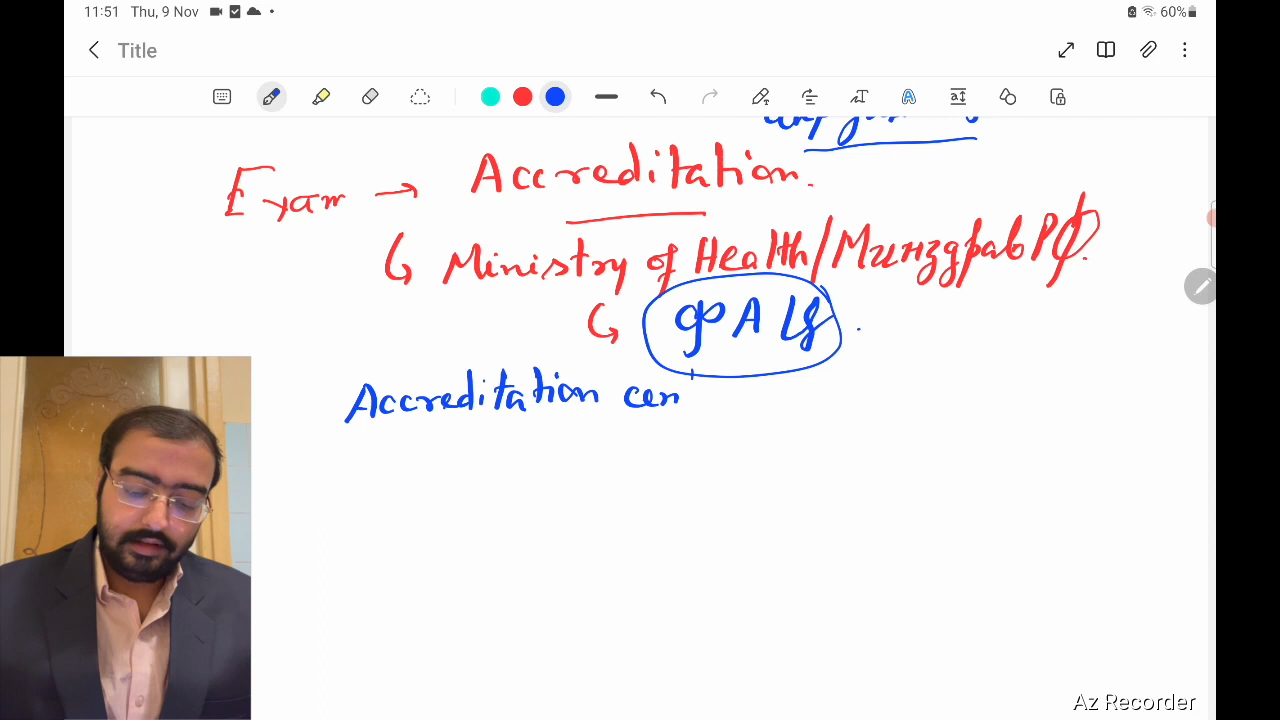 11:51 Thu, 9 Nov
60%
Title
Exam → Accreditation.
↳ Ministry of Health/Минздрав РФ.
↳ ФАЦ.
Accreditation cen
Az Recorder